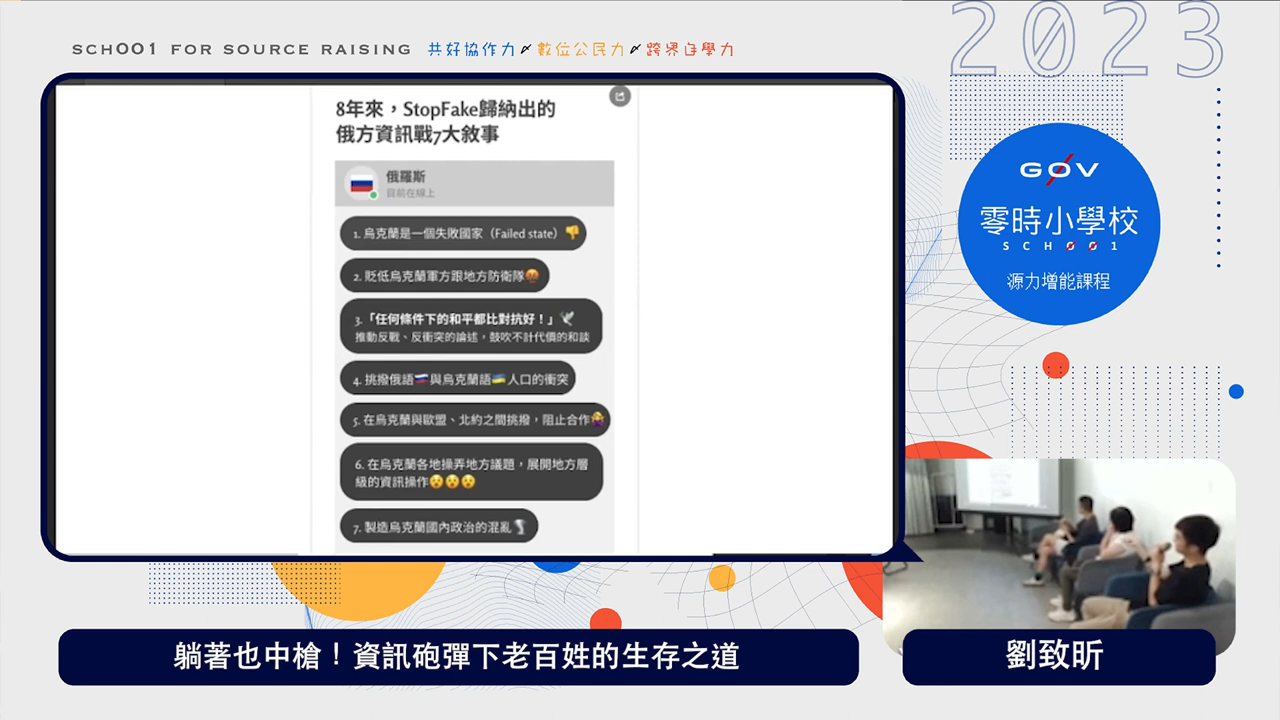 SCHOO1 FOR SOURCE RAISING 共好協作力 數位公民力 跨界自學力
2023
8年來，StopFake歸納出的
俄方資訊戰7大敘事
俄羅斯
目前在線上
1. 烏克蘭是一個失敗國家（Failed state）
2. 貶低烏克蘭軍方跟地方防衛隊
3.「任何條件下的和平都比對抗好！」
推動反戰、反衝突的論述，鼓吹不計代價的和談
4. 挑撥俄語與烏克蘭語人口的衝突
5. 在烏克蘭與歐盟、北約之間挑撥，阻止合作
6. 在烏克蘭各地操弄地方議題，展開地方層
級的資訊操作
7. 製造烏克蘭國內政治的混亂
G0V
零時小學校
SCH001
源力增能課程
躺著也中槍！資訊砲彈下老百姓的生存之道
劉致昕